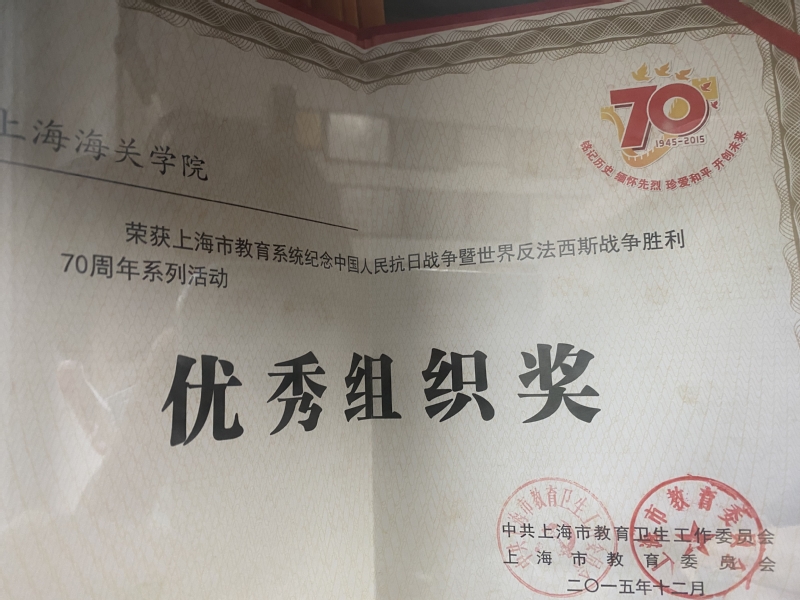 70
1945-2015
铭记历史 缅怀先烈 珍爱和平 开创未来
上海海关学院
荣获上海市教育系统纪念中国人民抗日战争暨世界反法西斯战争胜利
70周年系列活动
优秀组织奖
中共上海市教育卫生工作委员会
上海市教育委员会
二〇一五年十二月